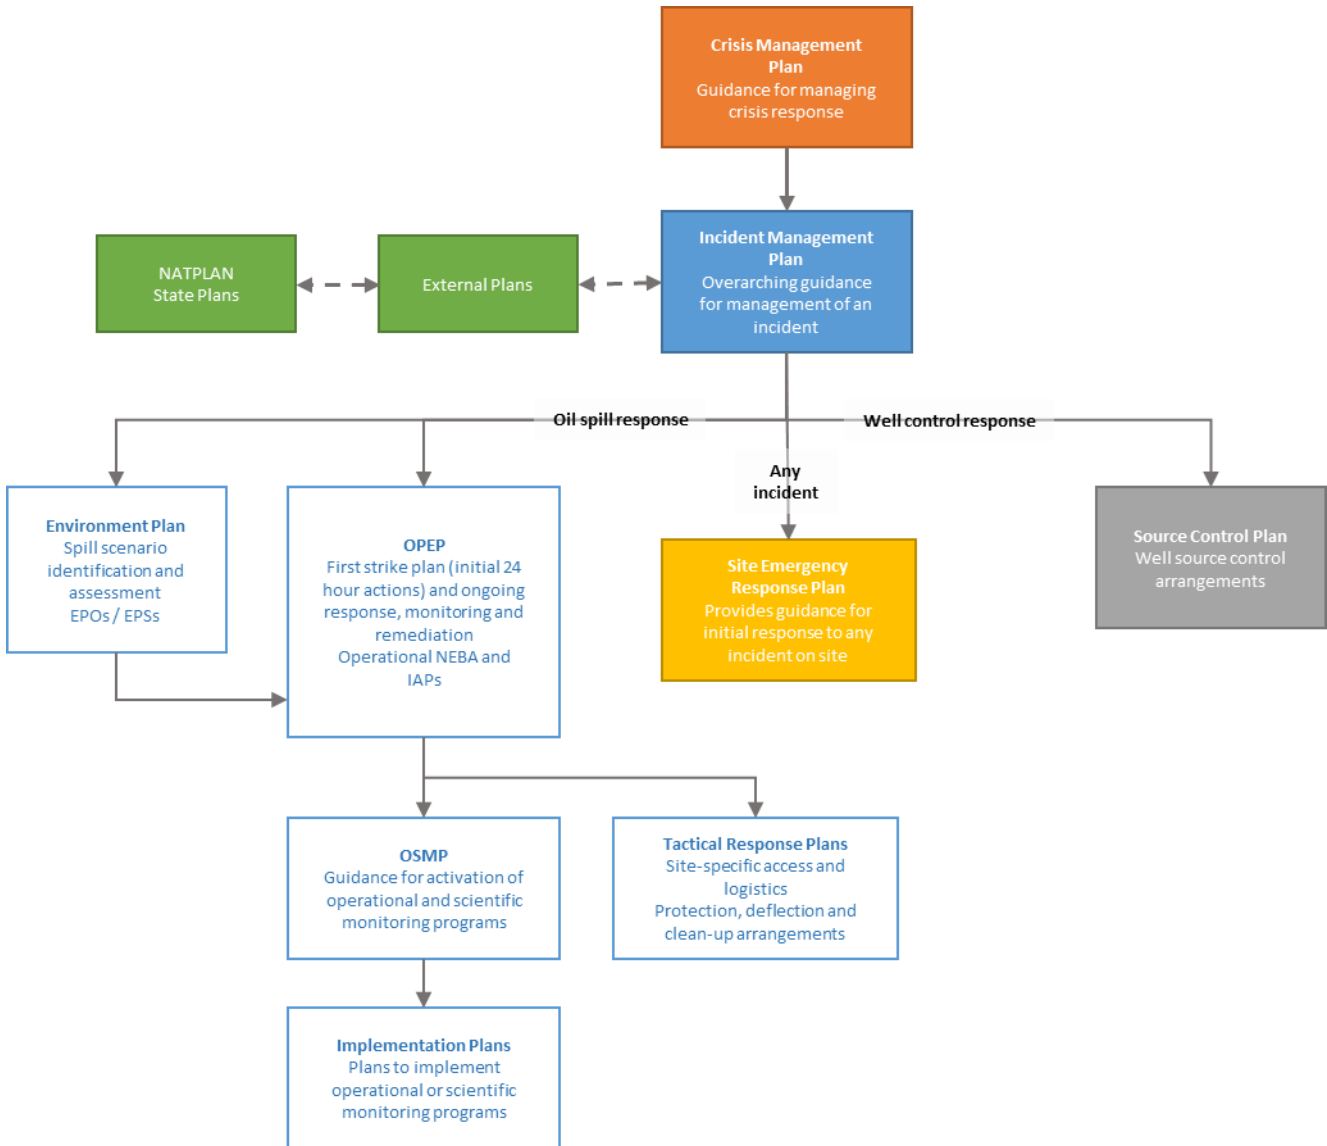 Crisis Management
Plan
Guidance for managing
crisis response
Incident Management
Plan
Overarching guidance
for management of an
incident
NATPLAN
State Plans
External Plans
Oil spill response
Well control response
Any
incident
Environment Plan
Spill scenario
identification and
assessment
EPOs / EPSs
OPEP
First strike plan (initial 24
hour actions) and ongoing
response, monitoring and
remediation
Operational NEBA and
IAPs
Site Emergency
Response Plan
Provides guidance for
initial response to any
incident on site
Source Control Plan
Well source control
arrangements
OSMP
Guidance for activation of
operational and scientific
monitoring programs
Tactical Response Plans
Site-specific access and
logistics
Protection, deflection and
clean-up arrangements
Implementation Plans
Plans to implement
operational or scientific
monitoring programs